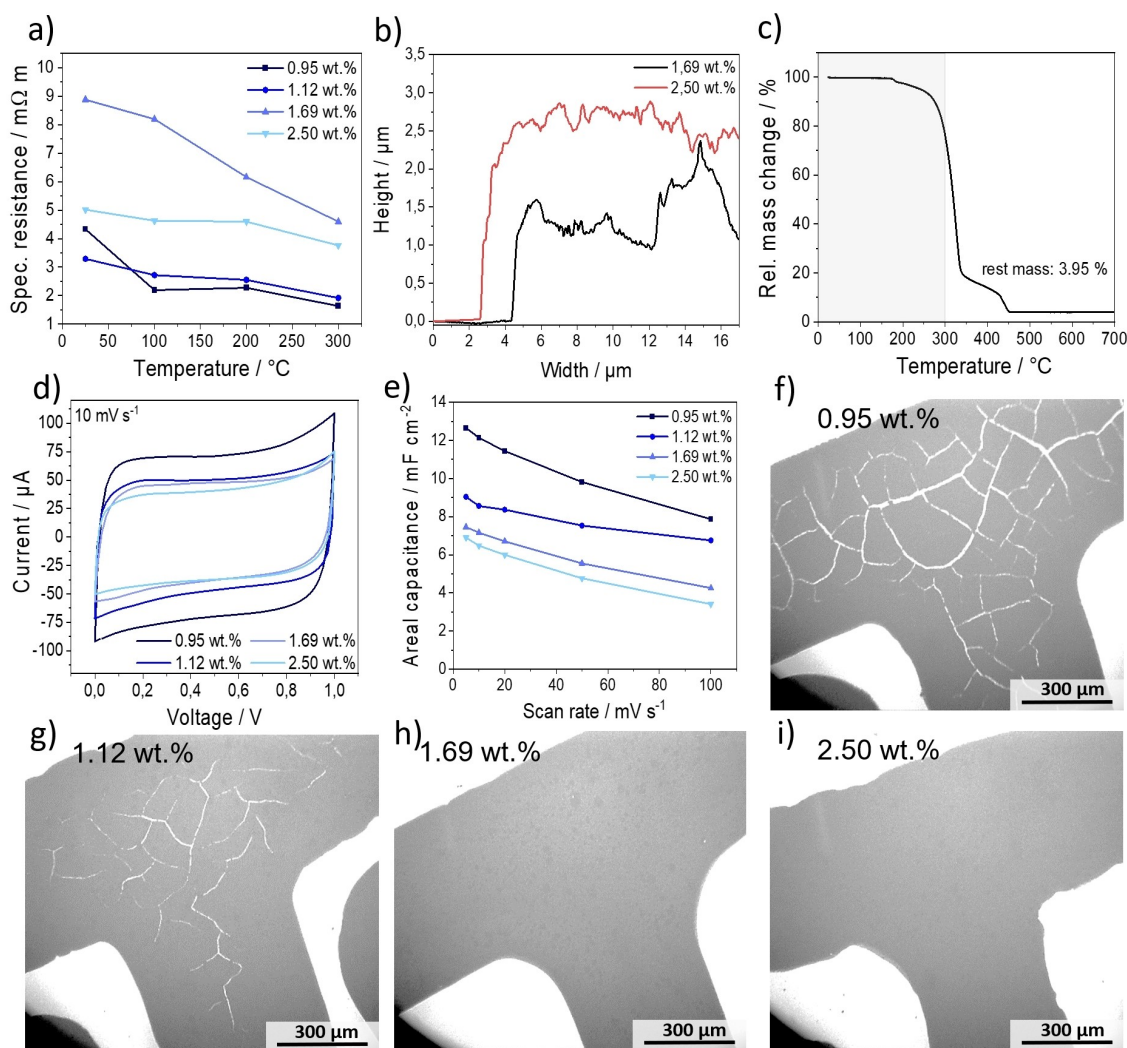 a)
10
9
8
7
6
5
4
3
2
1
Spec. resistance / mΩ m
0.95 wt.%
1.12 wt.%
1.69 wt.%
2.50 wt.%
0 50 100 150 200 250 300
Temperature / °C
b)
3,5
3,0
2,5
2,0
1,5
1,0
0,5
0,0
Height / µm
1,69 wt.%
2,50 wt.%
0 2 4 6 8 10 12 14 16
Width / µm
c)
100
80
60
40
20
0
Rel. mass change / %
rest mass: 3.95 %
0 100 200 300 400 500 600 700
Temperature / °C
d)
10 mV s-1
100
75
50
25
0
-25
-50
-75
-100
Current / µA
0.95 wt.% 1.69 wt.%
1.12 wt.% 2.50 wt.%
0,0 0,2 0,4 0,6 0,8 1,0
Voltage / V
e)
14
12
10
8
6
4
2
0
Areal capacitance / mF cm-2
0.95 wt.%
1.12 wt.%
1.69 wt.%
2.50 wt.%
0 20 40 60 80 100
Scan rate / mV s-1
f)
0.95 wt.%
300 µm
g)
1.12 wt.%
300 µm
h)
1.69 wt.%
300 µm
i)
2.50 wt.%
300 µm